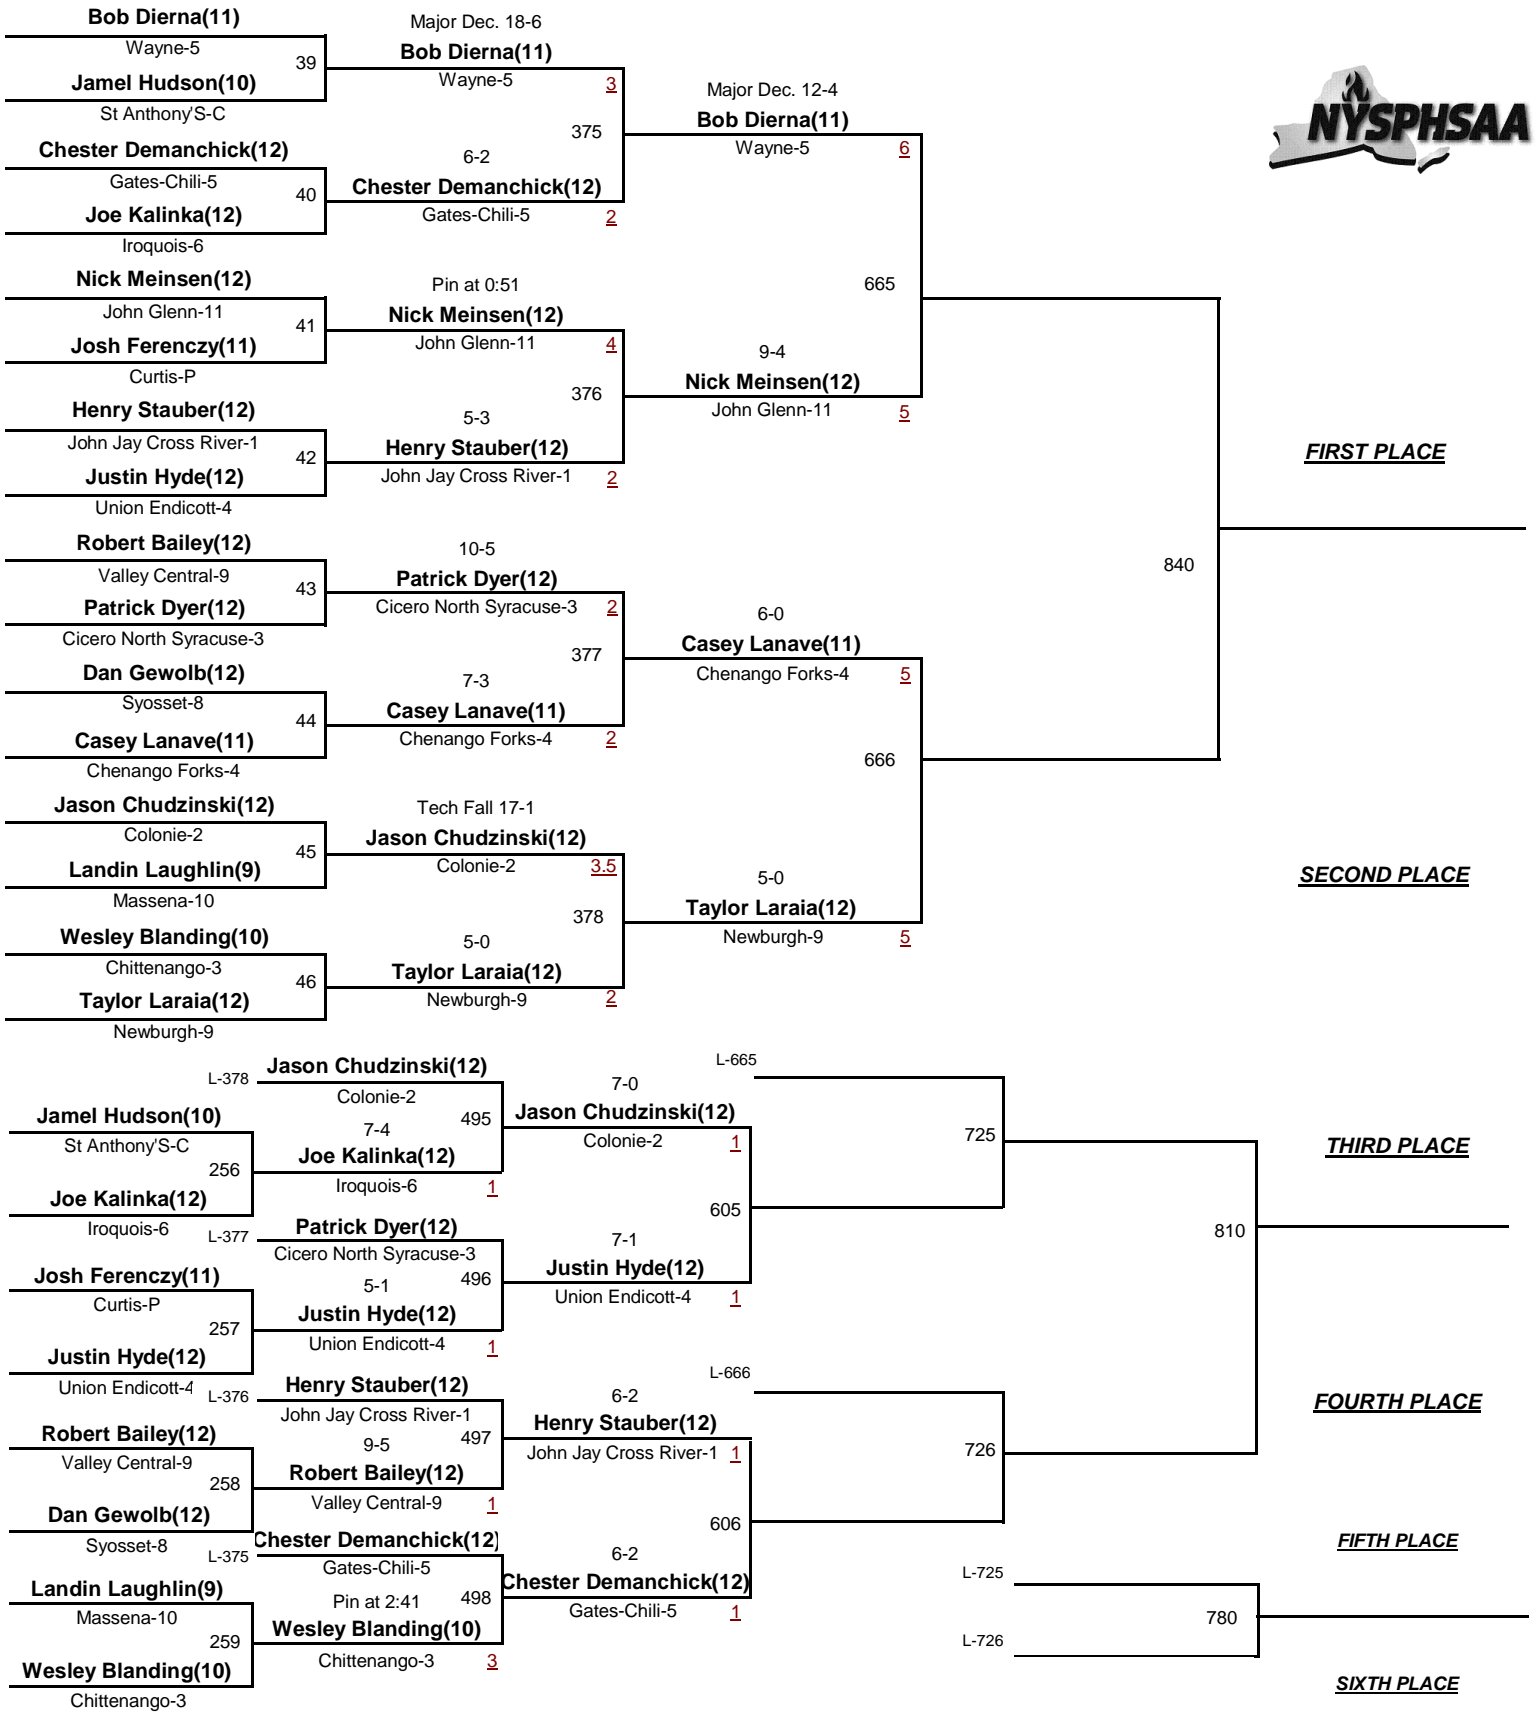 Bob Dierna(11)
Wayne-5
39
Jamel Hudson(10)
St Anthony'S-C
Chester Demanchick(12)
Gates-Chili-5
40
Joe Kalinka(12)
Iroquois-6
Nick Meinsen(12)
John Glenn-11
41
Josh Ferenczy(11)
Curtis-P
Henry Stauber(12)
John Jay Cross River-1
42
Justin Hyde(12)
Union Endicott-4
Robert Bailey(12)
Valley Central-9
43
Patrick Dyer(12)
Cicero North Syracuse-3
Dan Gewolb(12)
Syosset-8
44
Casey Lanave(11)
Chenango Forks-4
Jason Chudzinski(12)
Colonie-2
45
Landin Laughlin(9)
Massena-10
Wesley Blanding(10)
Chittenango-3
46
Taylor Laraia(12)
Newburgh-9
Major Dec. 18-6
Bob Dierna(11)
Wayne-5
3
375
6-2
Chester Demanchick(12)
Gates-Chili-5
2
Pin at 0:51
Nick Meinsen(12)
John Glenn-11
4
376
5-3
Henry Stauber(12)
John Jay Cross River-1
2
10-5
Patrick Dyer(12)
Cicero North Syracuse-3
2
377
7-3
Casey Lanave(11)
Chenango Forks-4
2
Tech Fall 17-1
Jason Chudzinski(12)
Colonie-2
3.5
378
5-0
Taylor Laraia(12)
Newburgh-9
2
Major Dec. 12-4
Bob Dierna(11)
Wayne-5
6
665
9-4
Nick Meinsen(12)
John Glenn-11
5
6-0
Casey Lanave(11)
Chenango Forks-4
5
666
5-0
Taylor Laraia(12)
Newburgh-9
5
840
NYSPHSAA
FIRST PLACE
SECOND PLACE
Jamel Hudson(10)
St Anthony'S-C
256
Joe Kalinka(12)
Iroquois-6
Josh Ferenczy(11)
Curtis-P
257
Justin Hyde(12)
Union Endicott-4
Robert Bailey(12)
Valley Central-9
258
Dan Gewolb(12)
Syosset-8
Landin Laughlin(9)
Massena-10
259
Wesley Blanding(10)
Chittenango-3
L-378
Jason Chudzinski(12)
Colonie-2
495
7-4
Joe Kalinka(12)
Iroquois-6
1
L-377
Patrick Dyer(12)
Cicero North Syracuse-3
496
5-1
Justin Hyde(12)
Union Endicott-4
1
L-376
Henry Stauber(12)
John Jay Cross River-1
497
9-5
Robert Bailey(12)
Valley Central-9
1
L-375
Chester Demanchick(12)
Gates-Chili-5
498
Pin at 2:41
Wesley Blanding(10)
Chittenango-3
3
7-0
Jason Chudzinski(12)
Colonie-2
1
605
7-1
Justin Hyde(12)
Union Endicott-4
1
6-2
Henry Stauber(12)
John Jay Cross River-1
1
606
6-2
Chester Demanchick(12)
Gates-Chili-5
1
L-665
725
L-666
726
810
THIRD PLACE
FOURTH PLACE
FIFTH PLACE
L-725
780
L-726
SIXTH PLACE